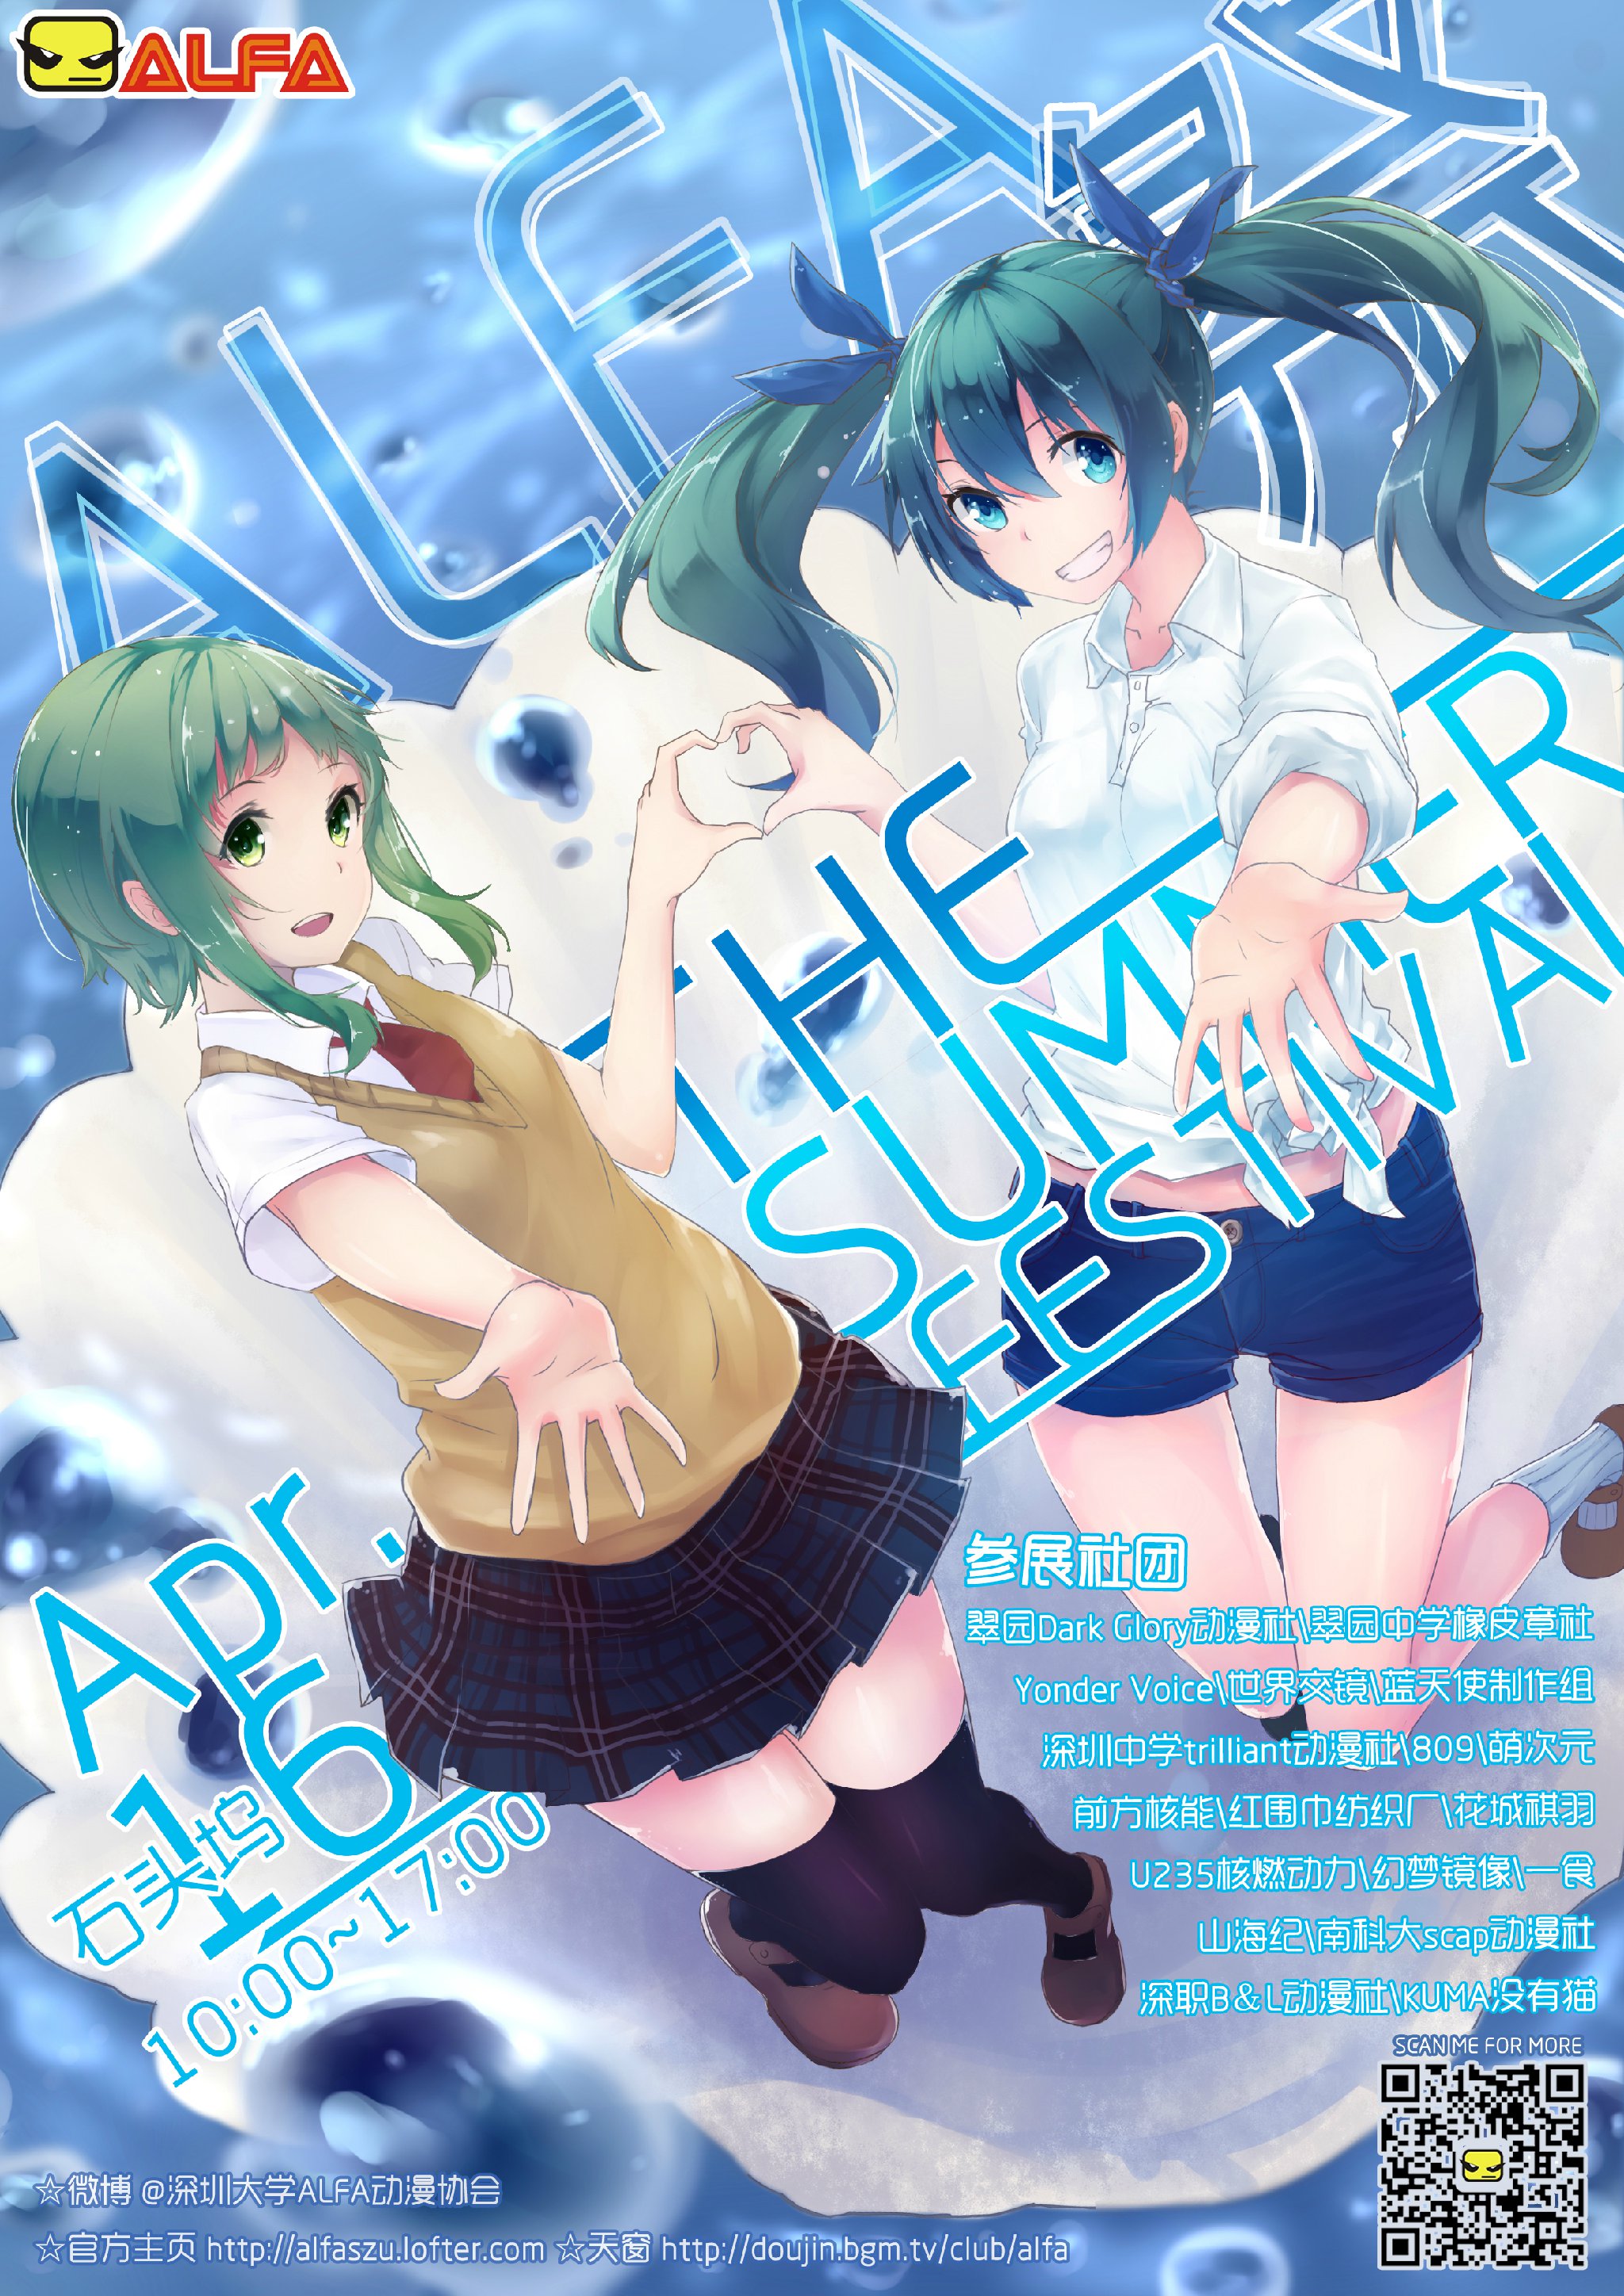 ALFA
ALFA
THE
SUMMER
FESTIVAL
Apr.
16
石头坞
10:00~17:00
参展社团
翠园Dark Glory动漫社\翠园中学橡皮章社
Yonder Voice\世界交镜\蓝天使制作组
深圳中学trilliant动漫社\809\萌次元
前方核能\红围巾纺织厂\花城祺羽
U235核燃动力\幻梦镜像\一食
山海纪\南科大scap动漫社
深职B&L动漫社\KUMA没有猫
SCAN ME FOR MORE
☆微博 @深圳大学ALFA动漫协会
☆官方主页 http://alfaszu.lofter.com ☆天窗 http://doujin.bgm.tv/club/alfa